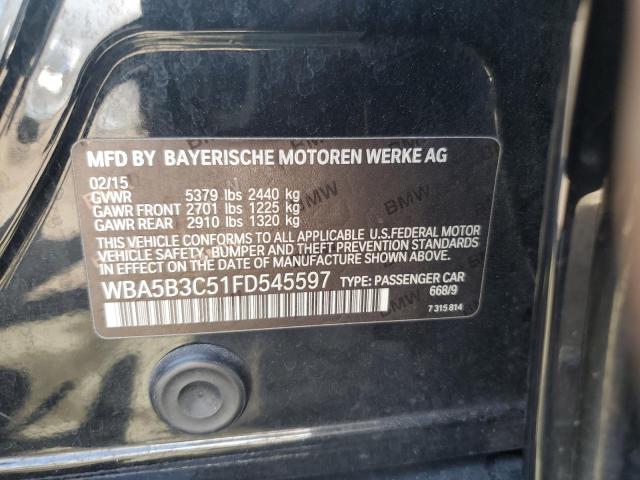 MFD BY BAYERISCHE MOTOREN WERKE AG
02/15
GVWR 5379 lbs 2440 kg
GAWR FRONT 2701 lbs 1225 kg
GAWR REAR 2910 lbs 1320 kg
THIS VEHICLE CONFORMS TO ALL APPLICABLE U.S.FEDERAL MOTOR
VEHICLE SAFETY, BUMPER AND THEFT PREVENTION STANDARDS
IN EFFECT ON THE DATE OF MANUFACTURE SHOWN ABOVE.
WBA5B3C51FD545597 TYPE: PASSENGER CAR
668/9
7 315 814